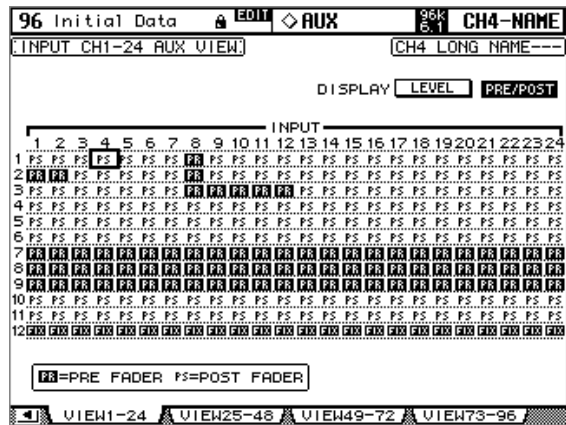 96 Initial Data EDIT ◇AUX 96k 6.1 CH4-NAME
INPUT CH1-24 AUX VIEW CH4 LONG NAME---
DISPLAY LEVEL PRE/POST
INPUT
1 2 3 4 5 6 7 8 9 10 11 12 13 14 15 16 17 18 19 20 21 22 23 24
1 PS PS PS PS PS PS PS PR PS PS PS PS PS PS PS PS PS PS PS PS PS PS PS PS
2 PR PR PS PS PS PS PS PR PS PS PS PS PS PS PS PS PS PS PS PS PS PS PS PS
3 PS PS PS PS PS PS PS PR PR PR PR PR PS PS PS PS PS PS PS PS PS PS PS PS
4 PS PS PS PS PS PS PS PS PS PS PS PS PS PS PS PS PS PS PS PS PS PS PS PS
5 PS PS PS PS PS PS PS PS PS PS PS PS PS PS PS PS PS PS PS PS PS PS PS PS
6 PS PS PS PS PS PS PS PS PS PS PS PS PS PS PS PS PS PS PS PS PS PS PS PS
7 PR PR PR PR PR PR PR PR PR PR PR PR PR PR PR PR PR PR PR PR PR PR PR PR
8 PR PR PR PR PR PR PR PR PR PR PR PR PR PR PR PR PR PR PR PR PR PR PR PR
9 PR PR PR PR PR PR PR PR PR PR PR PR PR PR PR PR PR PR PR PR PR PR PR PR
10 PS PS PS PS PS PS PS PS PS PS PS PS PS PS PS PS PS PS PS PS PS PS PS PS
11 PS PS PS PS PS PS PS PS PS PS PS PS PS PS PS PS PS PS PS PS PS PS PS PS
12 FIX FIX FIX FIX FIX FIX FIX FIX FIX FIX FIX FIX FIX FIX FIX FIX FIX FIX FIX FIX FIX FIX FIX FIX
PR=PRE FADER PS=POST FADER
VIEW1-24 VIEW25-48 VIEW49-72 VIEW73-96